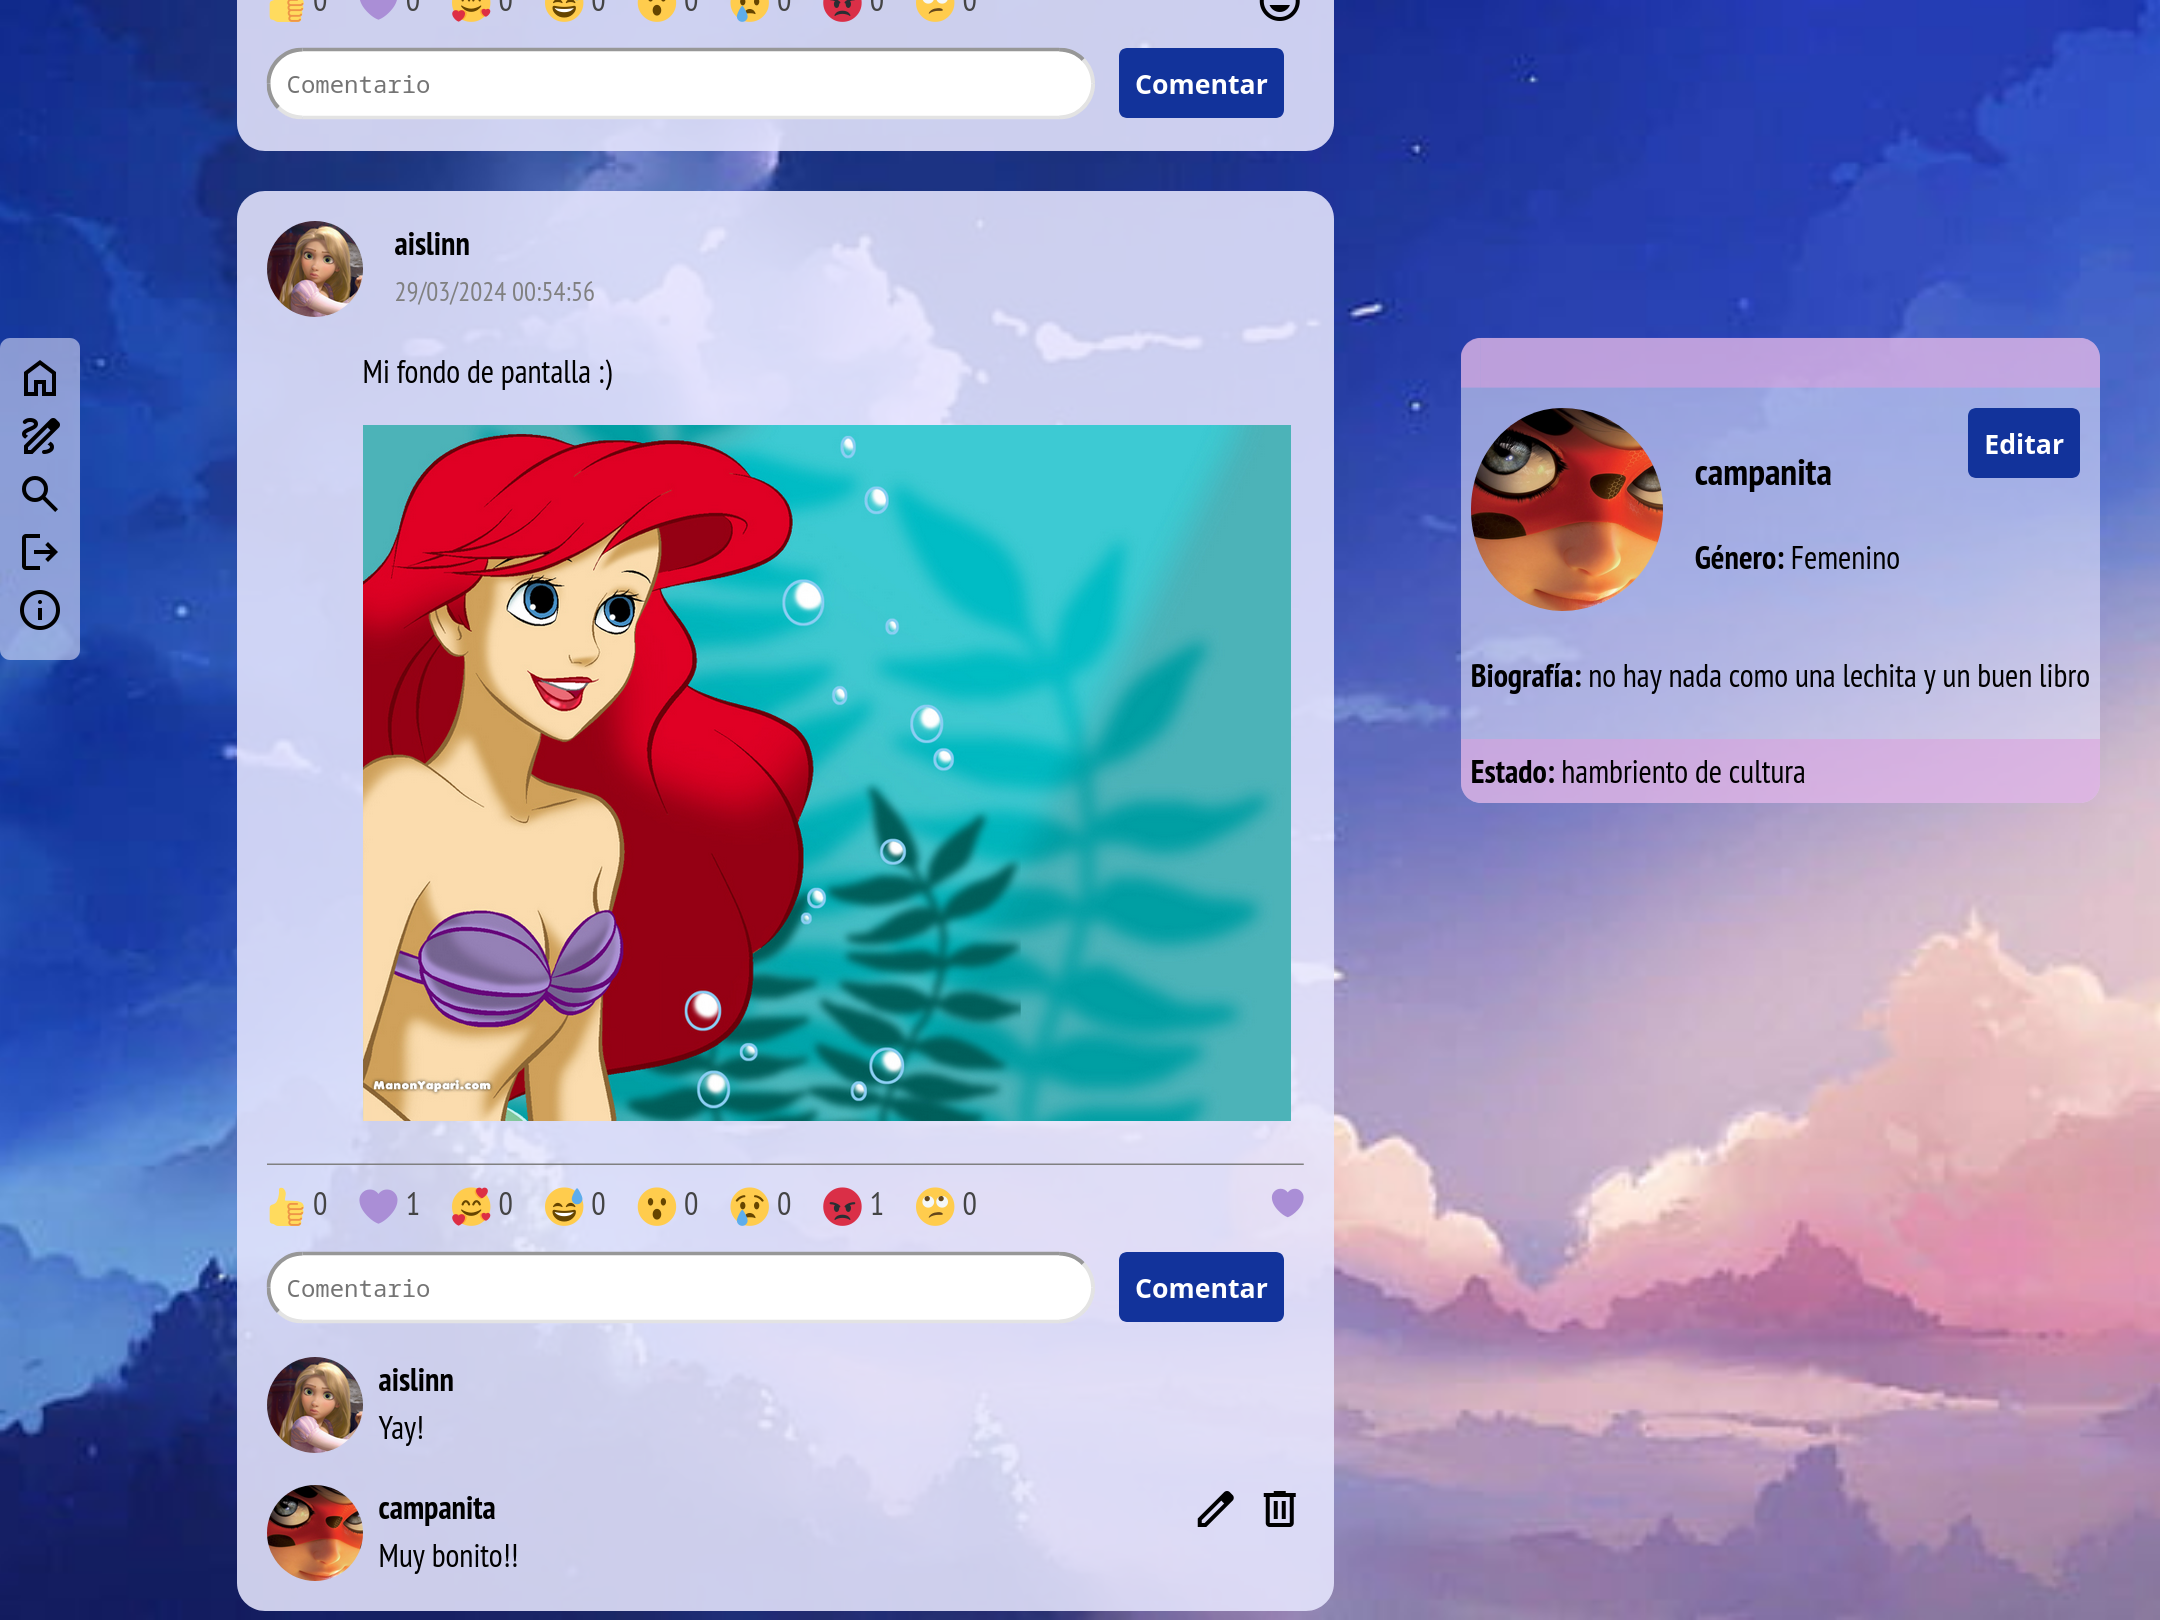 0 0 0 0 0 0 0 0
Comentario
Comentar
aislinn
29/03/2024 00:54:56
Mi fondo de pantalla :)
ManonYapari.com
0 1 0 0 0 0 1 0
Comentario
Comentar
aislinn
Yay!
campanita
Muy bonito!!
Editar
campanita
Género: Femenino
Biografía: no hay nada como una lechita y un buen libro
Estado: hambriento de cultura